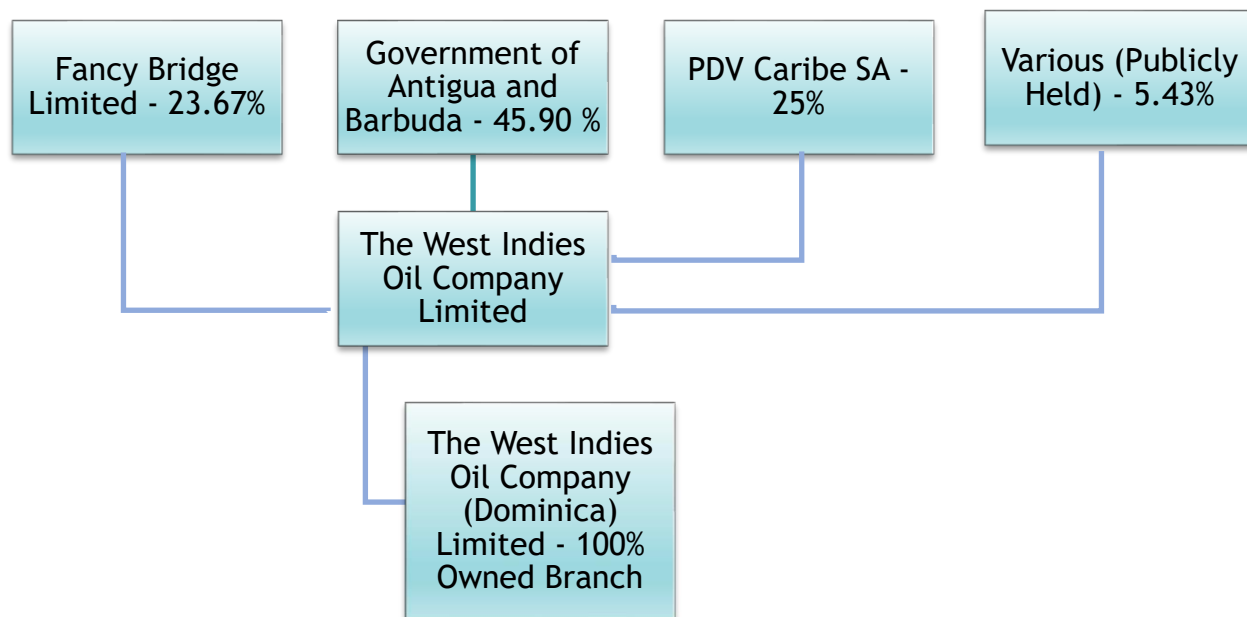 Fancy Bridge
Limited - 23.67%
Government of
Antigua and
Barbuda - 45.90 %
PDV Caribe SA -
25%
Various (Publicly
Held) - 5.43%
The West Indies
Oil Company
Limited
The West Indies
Oil Company
(Dominica)
Limited - 100%
Owned Branch